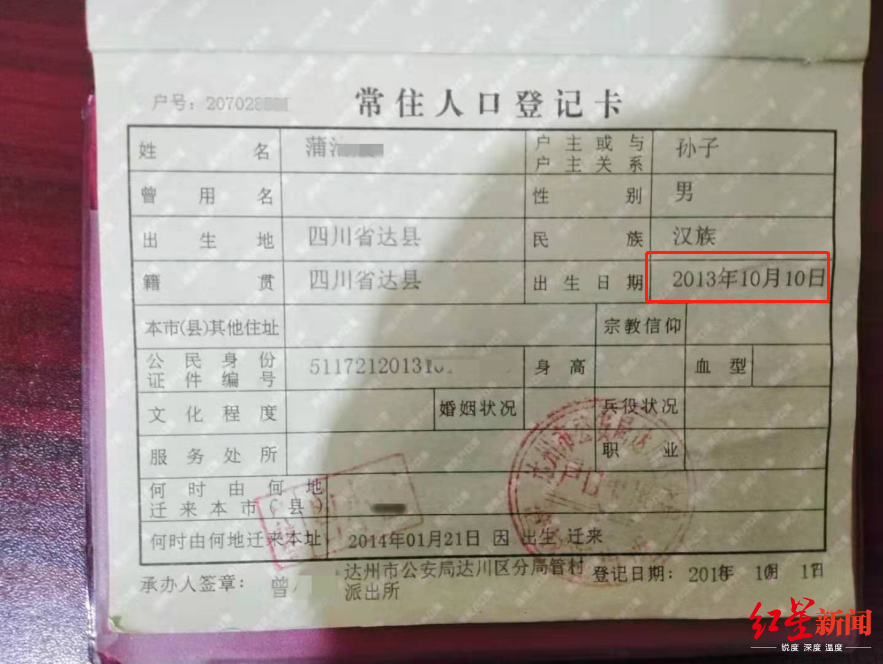 户号：207028
常住人口登记卡
姓名 蒲 户主或与户主关系 孙子
曾用名 性别 男
出生地 四川省达县 民族 汉族
籍贯 四川省达县 出生日期 2013年10月10日
本市(县)其他住址 宗教信仰
公民身份证件编号 5117212013 身高 血型
文化程度 婚姻状况 兵役状况
服务处所 职业
何时由何地迁来本市(县)
何时由何地迁来本址 2014年01月21日 因 出生 迁来
承办人签章： 曾 达州市公安局达川区分局管村派出所 登记日期：
红星新闻
锐度 深度 温度